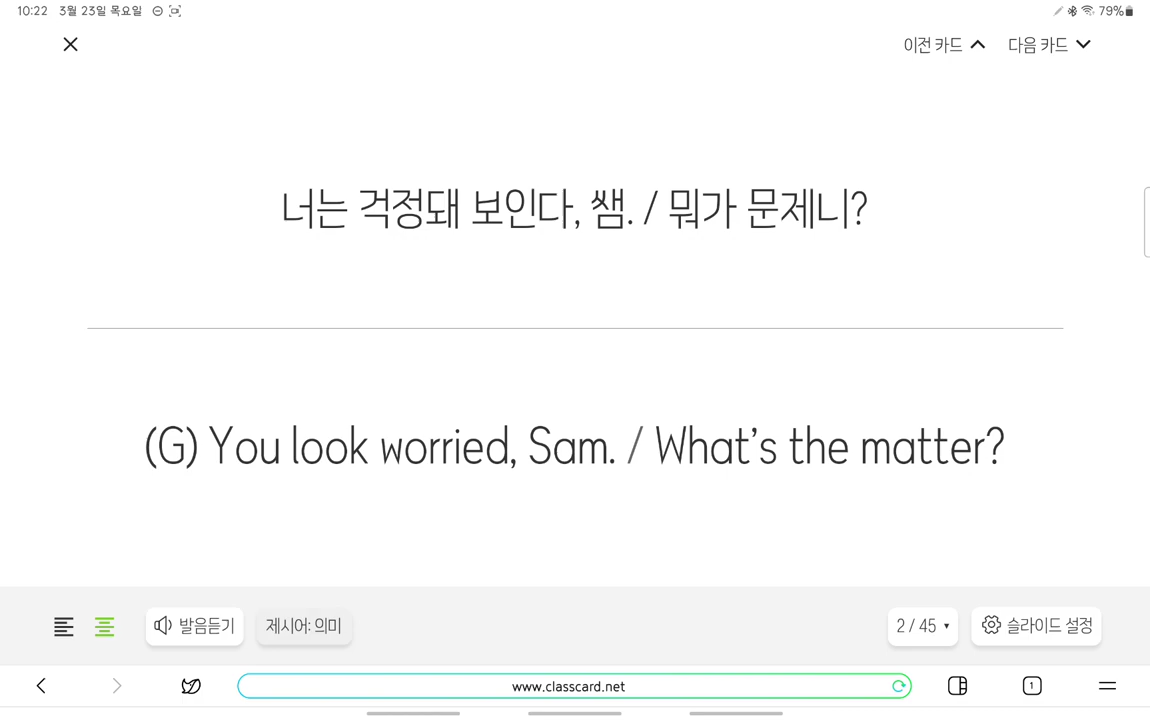 10:22 3월 23일 목요일 79%
이전 카드 다음 카드
너는 걱정돼 보인다, 쌤. / 뭐가 문제니?
(G) You look worried, Sam. / What's the matter?
발음듣기 제시어: 의미 2 / 45 슬라이드 설정
www.classcard.net 1